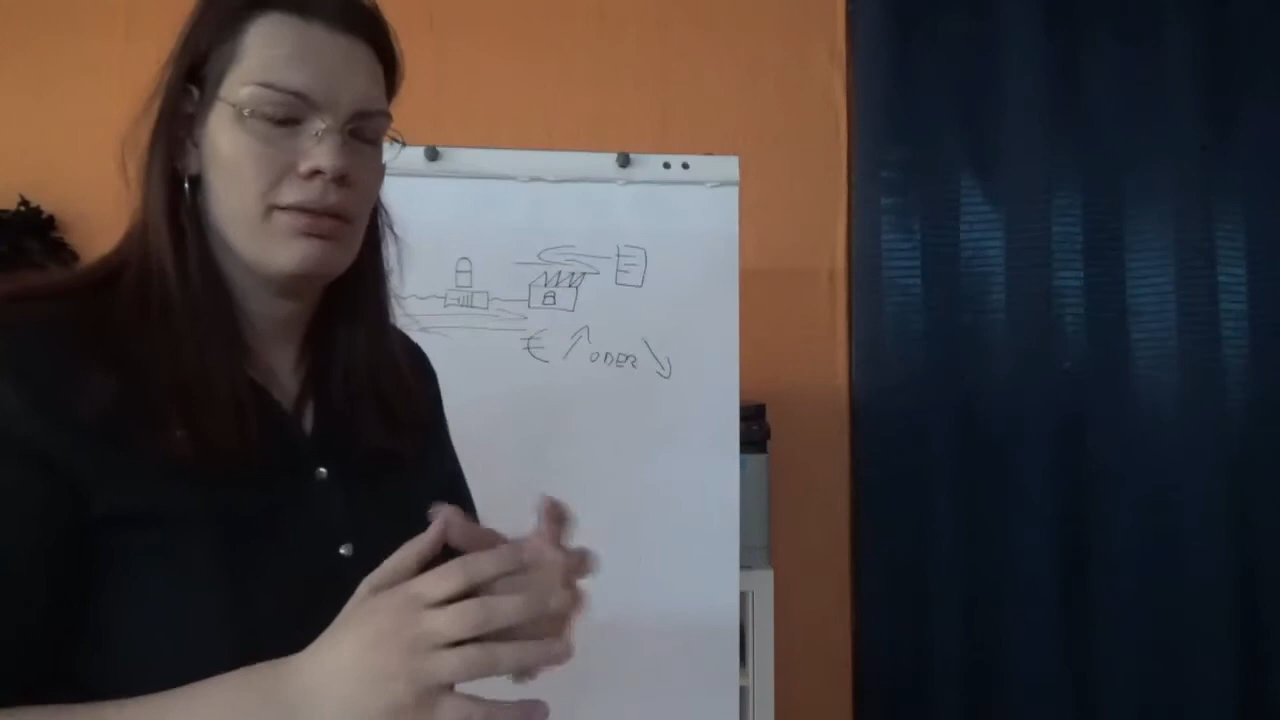 € ↑ ODER ↘